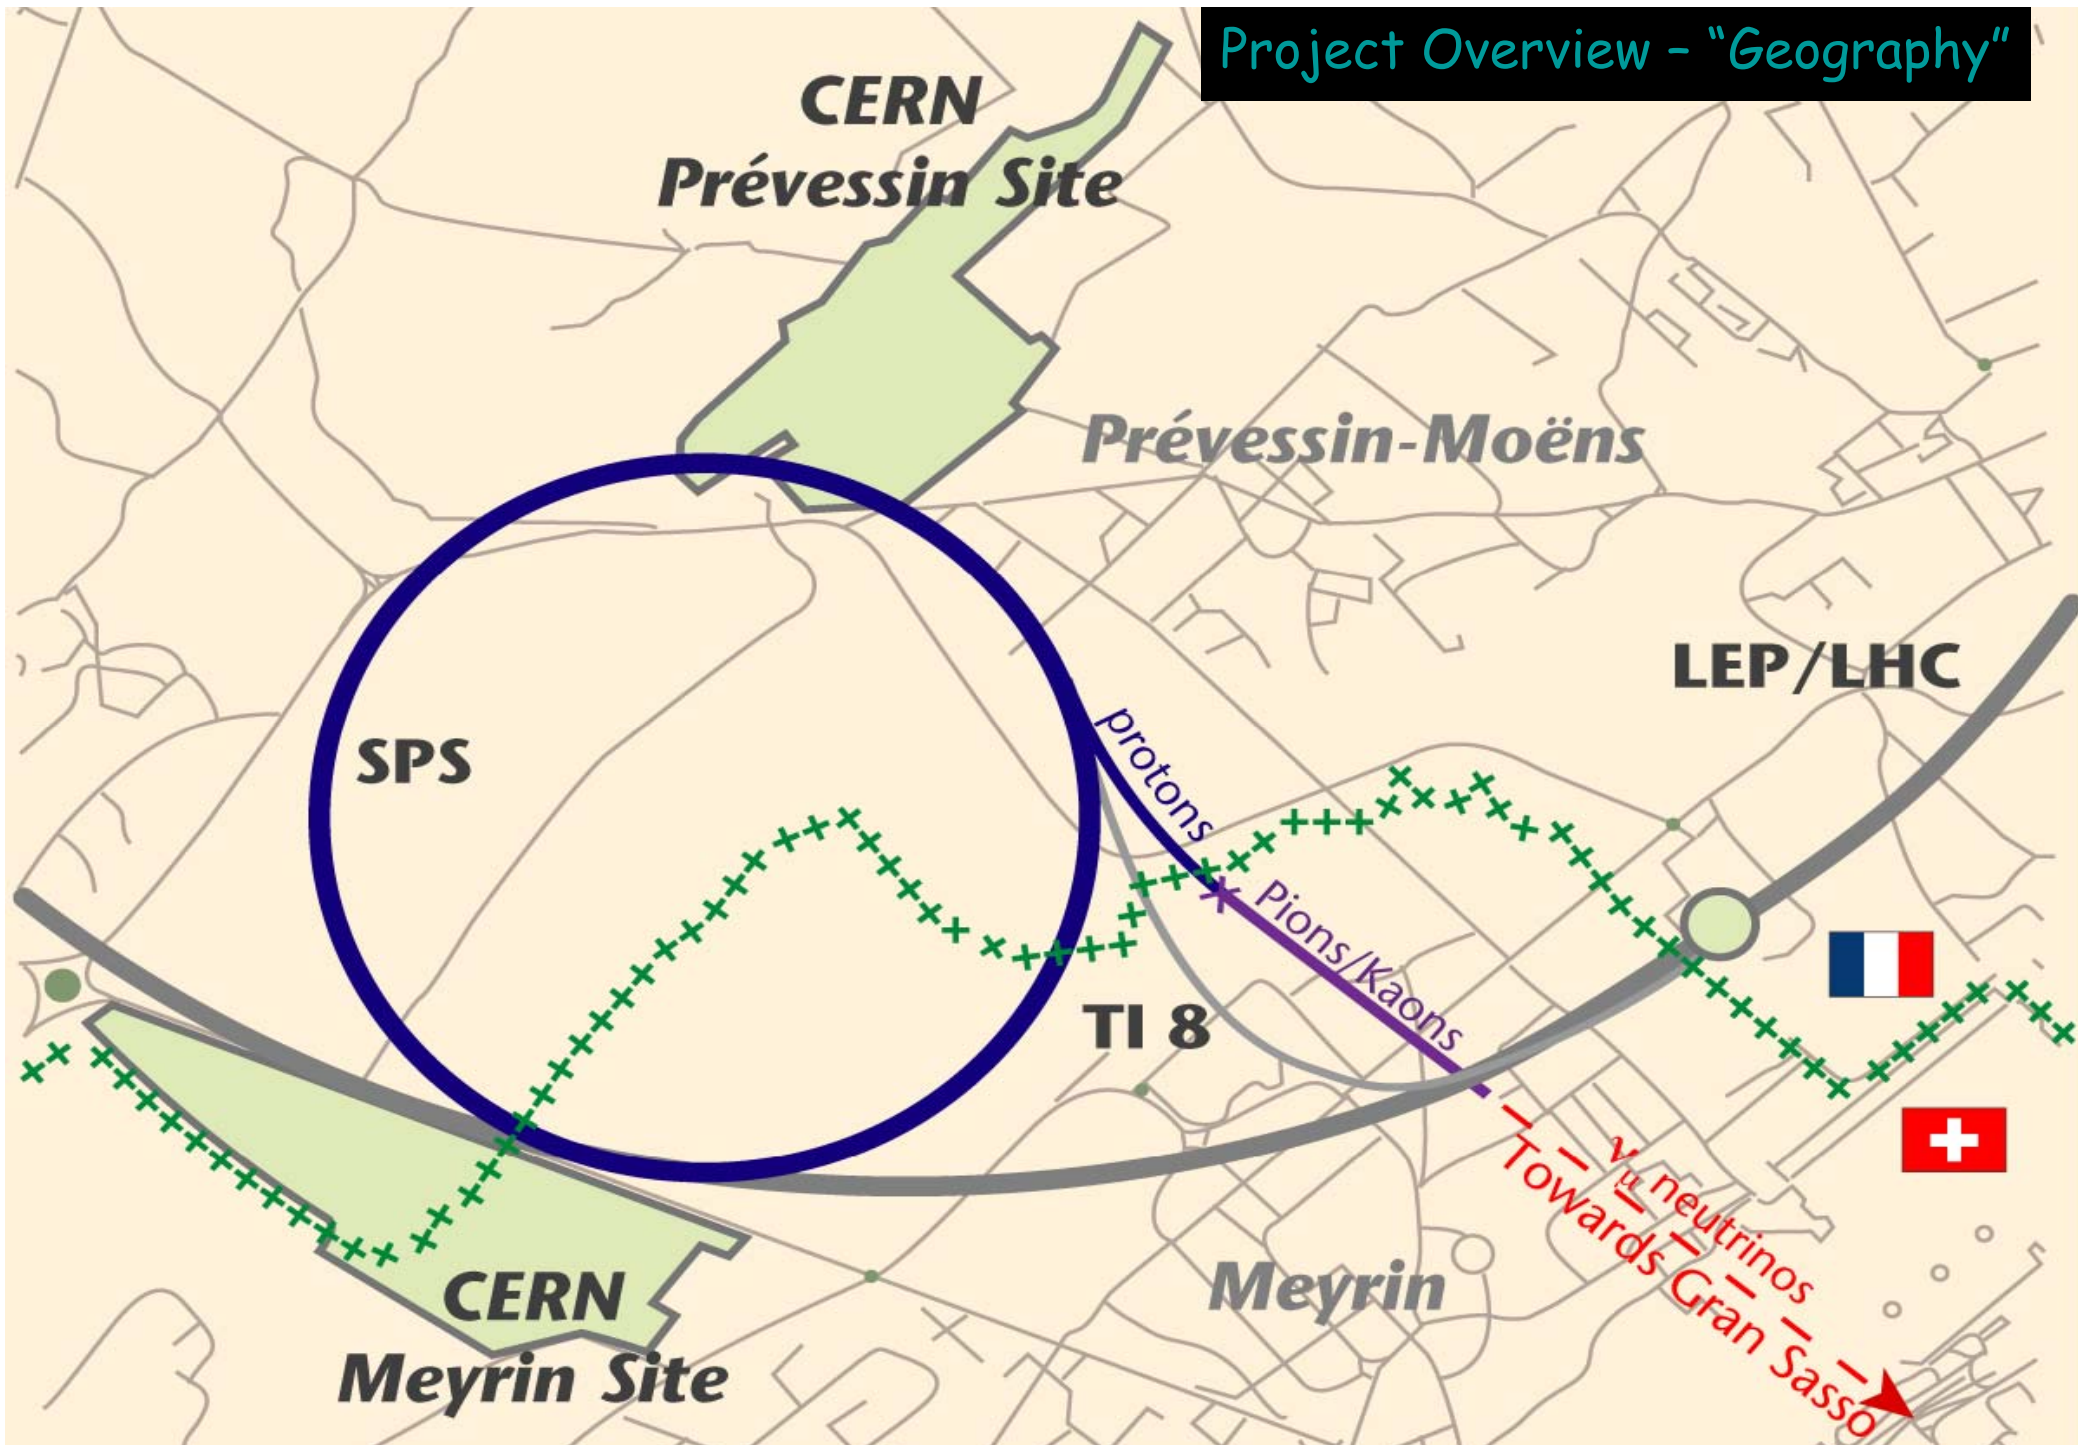 Project Overview – “Geography”
CERN
Prévessin Site
Prévessin-Moëns
LEP/LHC
SPS
protons
Pions/Kaons
TI 8
νμ neutrinos
Towards Gran Sasso
Meyrin
CERN
Meyrin Site